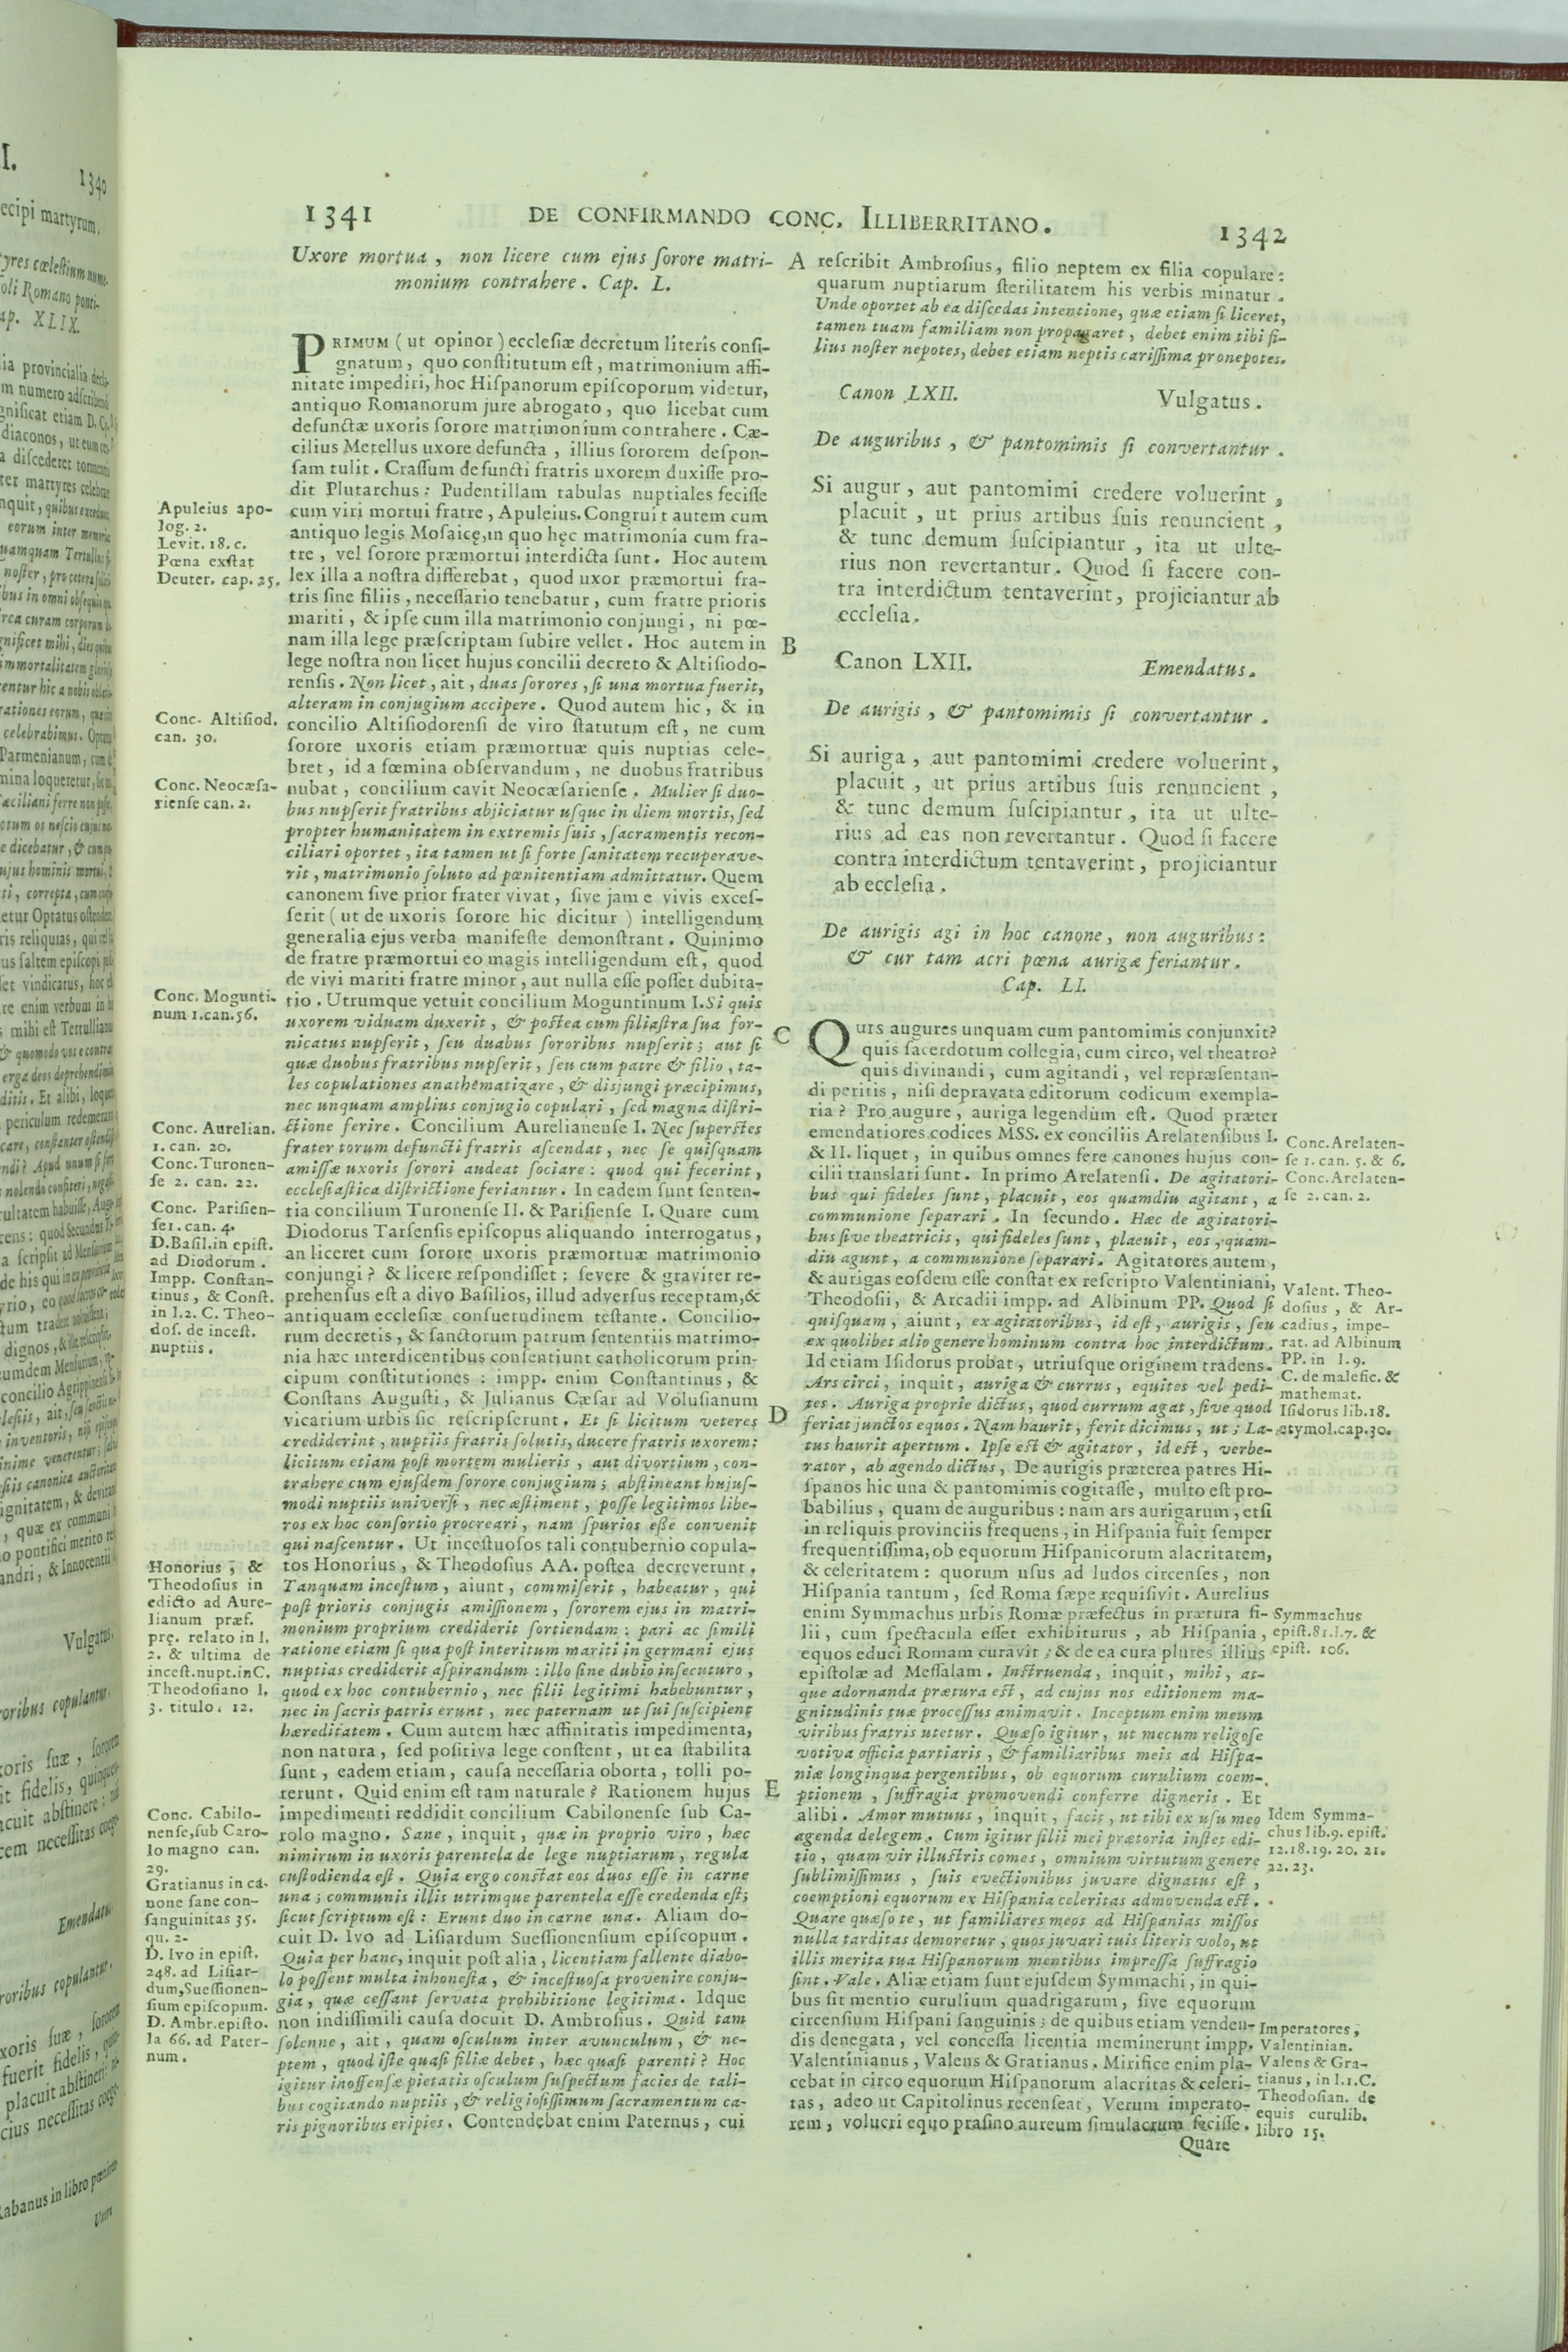 1341 DE CONFIRMANDO CONC. ILLIBERRITANO. 1342
Uxore mortua, non licere cum ejus sorore matri-
monium contrahere. Cap. L.
PRIMUM (ut opinor) ecclesiæ decretum literis consi-
gnatum, quo constitutum est, matrimonium affi-
nitate impediri, hoc Hispanorum episcoporum videtur,
antiquo Romanorum jure abrogato, quo licebat cum
defunctæ uxoris sorore matrimonium contrahere. Cæ-
cilius Metellus uxore defuncta, illius sororem despon-
sam tulit. Crassum defuncti fratris uxorem duxisse pro-
dit Plutarchus: Pudentillam tabulas nuptiales fecisse
cum viri mortui fratre, Apuleius. Congruit autem cum
antiquo legis Mosaicę, in quo hęc matrimonia cum fra-
tre, vel sorore præmortui interdicta sunt. Hoc autem
lex illa a nostra differebat, quod uxor præmortui fra-
tris sine filiis, necessario tenebatur, cum fratre prioris
mariti, & ipse cum illa matrimonio conjungi, ni pœ-
nam illa lege præscriptam subire vellet. Hoc autem in
lege nostra non licet hujus concilii decreto & Altisiodo-
rensis. Non licet, ait, duas sorores, si una mortua fuerit,
alteram in conjugium accipere. Quod autem hic, & in
concilio Altisiodorensi de viro statutum est, ne cum
sorore uxoris etiam præmortuæ quis nuptias cele-
bret, id a fœmina observandum, ne duobus fratribus
nubat, concilium cavit Neocæsariense. Mulier si duo-
bus nupserit fratribus abjiciatur usque in diem mortis, sed
propter humanitatem in extremis suis, sacramentis recon-
ciliari oportet, ita tamen ut si forte sanitatem recuperave-
rit, matrimonio soluto ad pœnitentiam admittatur. Quem
canonem sive prior frater vivat, sive jam e vivis exces-
serit (ut de uxoris sorore hic dicitur) intelligendum
generalia ejus verba manifeste demonstrant. Quinimo
de fratre præmortui eo magis intelligendum est, quod
de vivi mariti fratre minor, aut nulla esse posset dubita-
tio. Utrumque vetuit concilium Moguntinum I. Si quis
uxorem viduam duxerit, & postea cum filiastra sua for-
nicatus nupserit, seu duabus sororibus nupserit; aut si
quæ duobus fratribus nupserit, seu cum patre & filio, ta-
les copulationes anathematizare, & disjungi præcipimus,
nec unquam amplius conjugio copulari, sed magna distri-
ctione ferire. Concilium Aurelianense I. Nec superstes
frater torum defuncti fratris ascendat, nec se quisquam
amissæ uxoris sorori audeat sociare: quod qui fecerint,
ecclesiastica districtione feriantur. In eadem sunt senten-
tia concilium Turonense II. & Parisiense I. Quare cum
Diodorus Tarsensis episcopus aliquando interrogatus,
an liceret cum sorore uxoris præmortuæ matrimonio
conjungi? & licere respondisset: severe & graviter re-
prehensus est a divo Basilios, illud adversus receptam, &
antiquam ecclesiæ consuetudinem testante. Concilio-
rum decretis, & sanctorum patrum sententiis matrimo-
nia hæc interdicentibus consentiunt catholicorum prin-
cipum constitutiones: impp. enim Constantinus, &
Constans Augusti, & Julianus Cæsar ad Volusianum
vicarium urbis sic rescripserunt. Et si licitum veteres
crediderint, nuptiis fratris solutis, ducere fratris uxorem:
licitum etiam post mortem mulieris, aut divortium, con-
trahere cum ejusdem sorore conjugium; abstineant hujus-
modi nuptiis universi, nec æstiment, posse legitimos libe-
ros ex hoc consortio procreari, nam spurios esse convenit
qui nascentur. Ut incestuosos tali contubernio copula-
tos Honorius, & Theodosius AA. postea decreverunt.
Tanquam incestum, aiunt, commiserit, habeatur, qui
post prioris conjugis amissionem, sororem ejus in matri-
monium proprium crediderit sortiendam: pari ac simili
ratione etiam si qua post interitum mariti in germani ejus
nuptias crediderit aspirandum: illo sine dubio insecuturo,
quod ex hoc contubernio, nec filii legitimi habebuntur,
nec in sacris patris erunt, nec paternam ut sui suscipient
hæreditatem. Cum autem hæc affinitatis impedimenta,
non natura, sed positiva lege constent, ut ea stabilita
sunt, eadem etiam, causa necessaria oborta, tolli po-
terunt. Quid enim est tam naturale? Rationem hujus
impedimenti reddidit concilium Cabilonense sub Ca-
rolo magno. Sane, inquit, quæ in proprio viro, hæc
nimirum in uxoris parentela de lege nuptiarum, regula
custodienda est. Quia ergo constat eos duos esse in carne
una; communis illis utrimque parentela esse credenda est;
sicut scriptum est: Erunt duo in carne una. Aliam do-
cuit D. Ivo ad Lisiardum Suessionensium episcopum.
Quia per hanc, inquit post alia, licentiam fallente diabo-
lo possent multa inhonesta, & incestuosa provenire conju-
gia, quæ cessant servata prohibitione legitima. Idque
non indissimili causa docuit D. Ambrosius. Quid tam
solenne, ait, quam osculum inter avunculum, & ne-
ptem, quod iste quasi filiæ debet, hæc quasi parenti? Hoc
igitur inoffensæ pietatis osculum suspectum facies de tali-
bus cogitando nuptiis, & religiosissimum sacramentum ca-
ris pignoribus eripies. Contendebat enim Paternus, cui
Apuleius apo-
log. 2.
Levit. 18. c.
Pœna exstat
Deuter. cap. 25.
Conc. Altisiod.
can. 30.
Conc. Neocæsa-
riense can. 2.
Conc. Mogunti-
num 1. can. 56.
Conc. Aurelian.
1. can. 20.
Conc. Turonen-
se 2. can. 22.
Conc. Parisien-
se 1. can. 4.
D. Basil. in epist.
ad Diodorum.
Impp. Constan-
tinus, & Const.
in l. 2. C. Theo-
dos. de incest.
nuptiis.
Honorius, &
Theodosius in
edicto ad Aure-
lianum præf.
prę. relato in l.
2. & ultima de
incest. nupt. in C.
Theodosiano l.
3. titulo. 12.
Conc. Cabilo-
nense, sub Caro-
lo magno can.
29.
Gratianus in ca-
none sane con-
sanguinitas 35.
qu. 2.
D. Ivo in epist.
248. ad Lisiar-
dum, Suessionen-
sium episcopum.
D. Ambr. episto.
la 66. ad Pater-
num.
A
B
C
D
E
rescribit Ambrosius, filio neptem ex filia copulare:
quarum nuptiarum sterilitatem his verbis minatur.
Unde oportet ab ea discedas intentione, quæ etiam si liceret,
tamen tuam familiam non propagaret, debet enim tibi fi-
lius noster nepotes, debet etiam neptis carissima pronepotes.
Canon LXII. Vulgatus.
De auguribus, & pantomimis si convertantur.
Si augur, aut pantomimi credere voluerint,
placuit, ut prius artibus suis renuncient,
& tunc demum suscipiantur, ita ut ulte-
rius non revertantur. Quod si facere con-
tra interdictum tentaverint, projiciantur ab
ecclesia.
Canon LXII. Emendatus.
De aurigis, & pantomimis si convertantur.
Si auriga, aut pantomimi credere voluerint,
placuit, ut prius artibus suis renuncient,
& tunc demum suscipiantur, ita ut ulte-
rius ad eas non revertantur. Quod si facere
contra interdictum tentaverint, projiciantur
ab ecclesia.
De aurigis agi in hoc canone, non auguribus:
& cur tam acri pœna aurigæ feriantur.
Cap. LI.
QUIS augures unquam cum pantomimis conjunxit?
quis sacerdotum collegia, cum circo, vel theatro?
quis divinandi, cum agitandi, vel repræsentan-
di peritis, nisi depravata editorum codicum exempla-
ria? Pro augure, auriga legendum est. Quod præter
emendatiores codices MSS. ex conciliis Arelatensibus I.
& II. liquet, in quibus omnes fere canones hujus con-
cilii translati sunt. In primo Arelatensi. De agitatori-
bus qui fideles sunt, placuit, eos quamdiu agitant, a
communione separari. In secundo. Hæc de agitatori-
bus sive theatricis, qui fideles sunt, placuit, eos, quam-
diu agunt, a communione separari. Agitatores autem,
& aurigas eosdem esse constat ex rescripto Valentiniani,
Theodosii, & Arcadii impp. ad Albinum PP. Quod si
quisquam, aiunt, ex agitatoribus, id est, aurigis, seu
ex quolibet alio genere hominum contra hoc interdictum.
Id etiam Isidorus probat, utriusque originem tradens.
Ars circi, inquit, auriga & currus, equites vel pedi-
tes. Auriga proprie dictus, quod currum agat, sive quod
feriat junctos equos. Nam haurit, ferit dicimus, ut; La-
tus haurit apertum. Ipse est & agitator, id est, verbe-
rator, ab agendo dictus, De aurigis præterea patres Hi-
spanos hic una & pantomimis cogitasse, multo est pro-
babilius, quam de auguribus: nam ars aurigarum, etsi
in reliquis provinciis frequens, in Hispania fuit semper
frequentissima, ob equorum Hispanicorum alacritatem,
& celeritatem: quorum usus ad ludos circenses, non
Hispania tantum, sed Roma sæpe requisivit. Aurelius
enim Symmachus urbis Romæ præfectus in prætura fi-
lii, cum spectacula esset exhibiturus, ab Hispania,
equos educi Romam curavit; & de ea cura plures illius
epistolæ ad Messalam. Instruenda, inquit, mihi, at-
que adornanda prætura est, ad cujus nos editionem ma-
gnitudinis tuæ processus animavit. Inceptum enim meum
viribus fratris utetur. Quæso igitur, ut mecum religose
votiva officia partiaris, & familiaribus meis ad Hispa-
niæ longinqua pergentibus, ob equorum curulium coem-
ptionem, suffragia promovendi conferre digneris. Et
alibi. Amor mutuus, inquit, facit, ut tibi ex usu meo
agenda delegem. Cum igitur filii mei prætoria instet edi-
tio, quam vir illustris comes, omnium virtutum genere
sublimissimus, suis evectionibus juvare dignatus est,
coemptioni equorum ex Hispania celeritas admovenda est.
Quare quæso te, ut familiares meos ad Hispanias missos
nulla tarditas demoretur, quos juvari tuis literis volo, ut
illis merita tua Hispanorum mentibus impressa suffragio
sint. Vale. Aliæ etiam sunt ejusdem Symmachi, in qui-
bus fit mentio curulium quadrigarum, sive equorum
circensium Hispani sanguinis; de quibus etiam venden-
dis denegata, vel concessa licentia meminerunt impp.
Valentinianus, Valens & Gratianus. Mirifice enim pla-
cebat in circo equorum Hispanorum alacritas & celeri-
tas, adeo ut Capitolinus recenseat, Verum imperato-
rem, volucri equo prasino aureum simulacrum fecisse.
Quare
Conc. Arelaten-
se 1. can. 5. & 6.
Conc. Arelaten-
se 2. can. 2.
Valent. Theo-
dosius, & Ar-
cadius, impe-
rat. ad Albinum
PP. in l. 9.
C. de malefic. &
mathemat.
Isidorus lib. 18.
etymol. cap. 30.
Symmachus
epist. 81. l. 7. &
epist. 106.
Idem Symma-
chus lib. 9. epist.
12. 18. 19. 20. 21.
22. 23.
Imperatores,
Valentinian.
Valens & Gra-
tianus, in l. 1. C.
Theodosian. de
equis curulib.
libro 15.